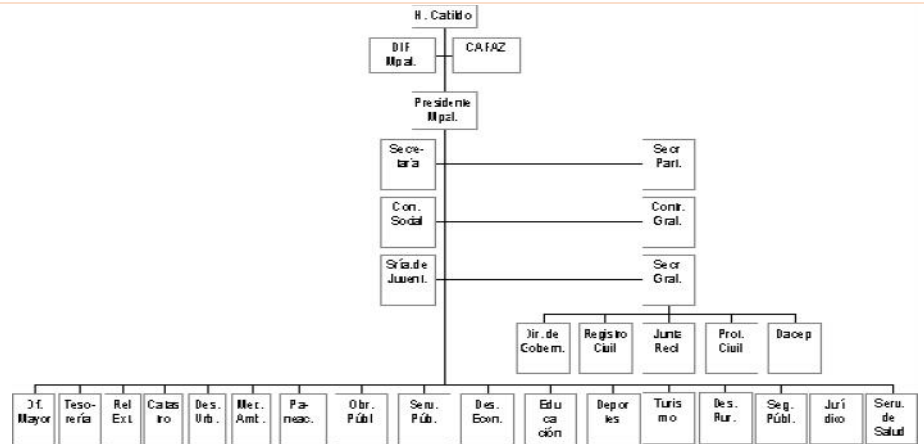 H. Cabildo
DIF
Mpal.
CAPAZ
Presidente
Mpal.
Secre-
taría
Secr
Part.
Con.
Social
Contr.
Gral.
Sría.de
Juvent.
Secr
Gral.
Dir. de
Gobern.
Registro
Civil
Junta
Recl
Prot.
Civil
Dacep
Of.
Mayor
Teso-
rería
Rel
Ext.
Catas
tro
Des.
Urb.
Mer.
Amt.
Pa-
neac.
Obr.
Públ
Serv.
Púb.
Des.
Econ.
Edu
ca
ción
Depor
tes
Turis
mo
Des.
Rur.
Seg.
Públ.
Jurí
dico
Serv.
de
Salud